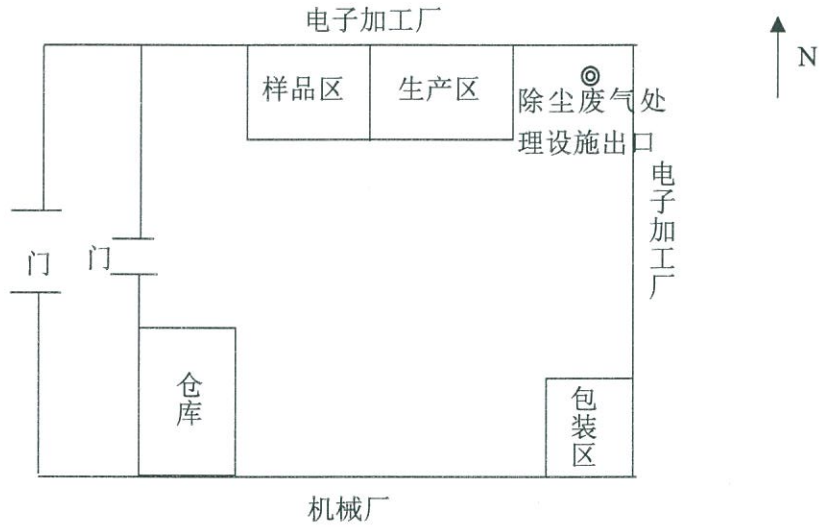 电子加工厂
N
样品区
生产区
除尘废气处
理设施出口
电子加工厂
门
门
仓库
包装区
机械厂